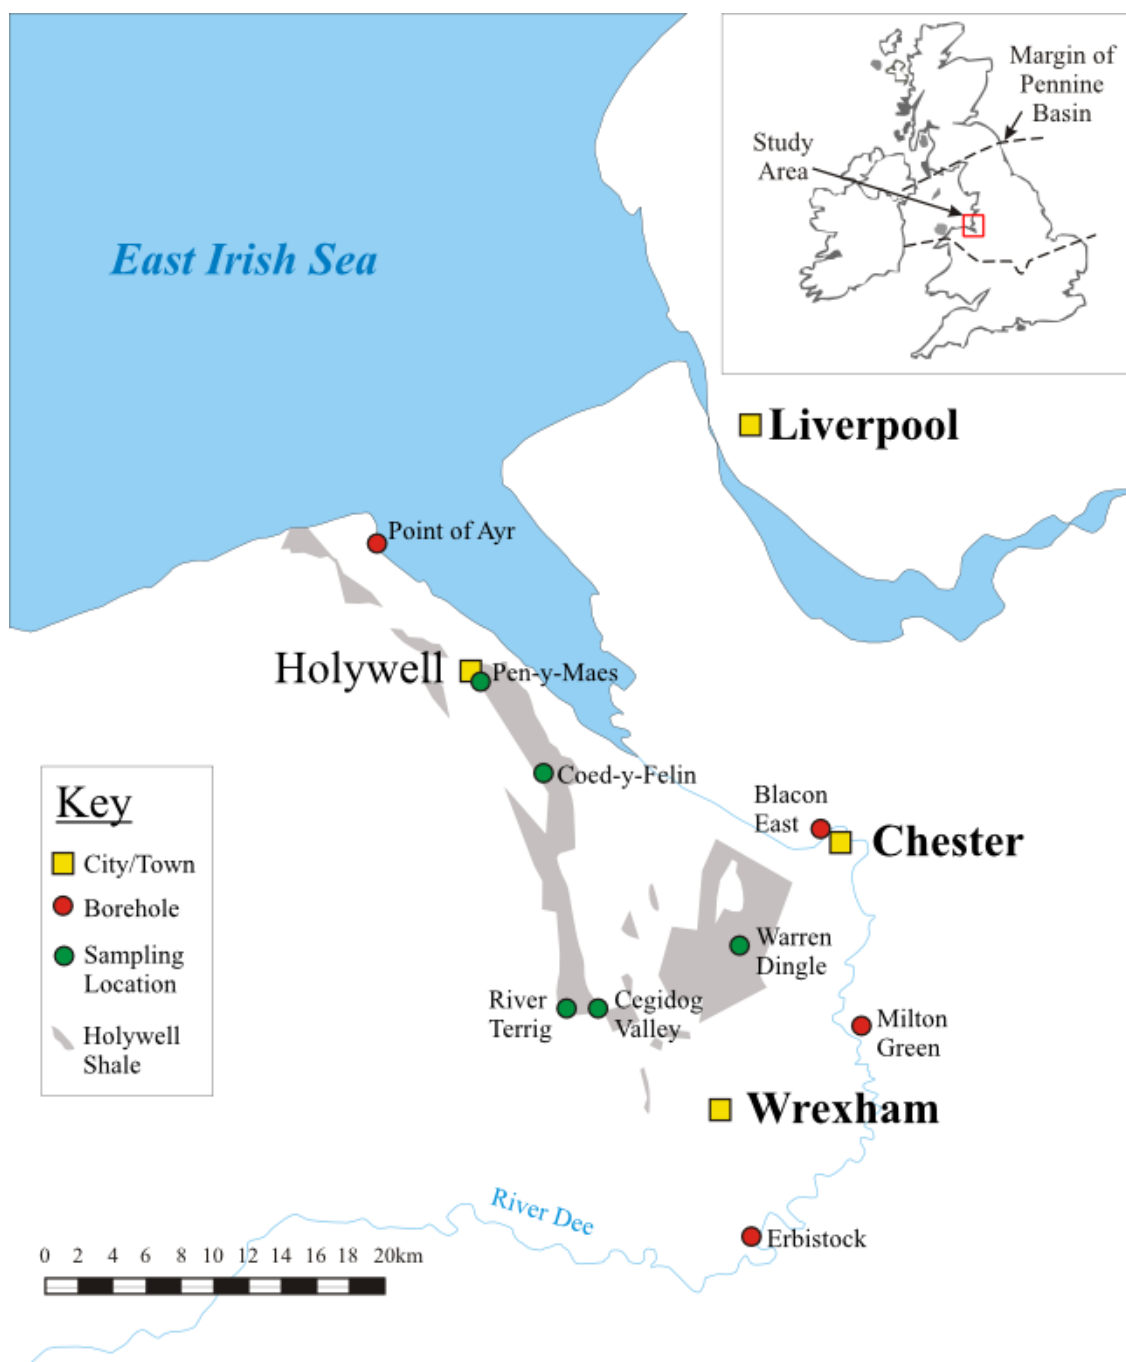 Margin of
Pennine
Basin
Study
Area
East Irish Sea
Liverpool
Point of Ayr
Holywell
Pen-y-Maes
Coed-y-Felin
Blacon
East
Chester
Key
City/Town
Borehole
Sampling
Location
Holywell
Shale
Warren
Dingle
River
Terrig
Cegidog
Valley
Milton
Green
Wrexham
River Dee
Erbistock
0 2 4 6 8 10 12 14 16 18 20km